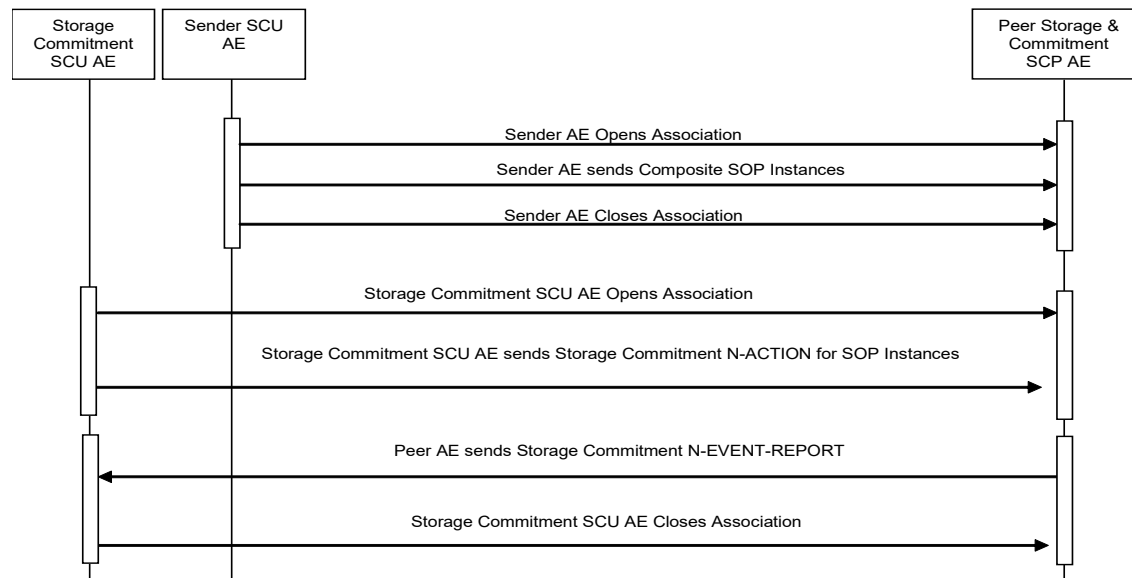 Storage
Commitment
SCU AE
Sender SCU
AE
Peer Storage &
Commitment
SCP AE
Sender AE Opens Association
Sender AE sends Composite SOP Instances
Sender AE Closes Association
Storage Commitment SCU AE Opens Association
Storage Commitment SCU AE sends Storage Commitment N-ACTION for SOP Instances
Peer AE sends Storage Commitment N-EVENT-REPORT
Storage Commitment SCU AE Closes Association